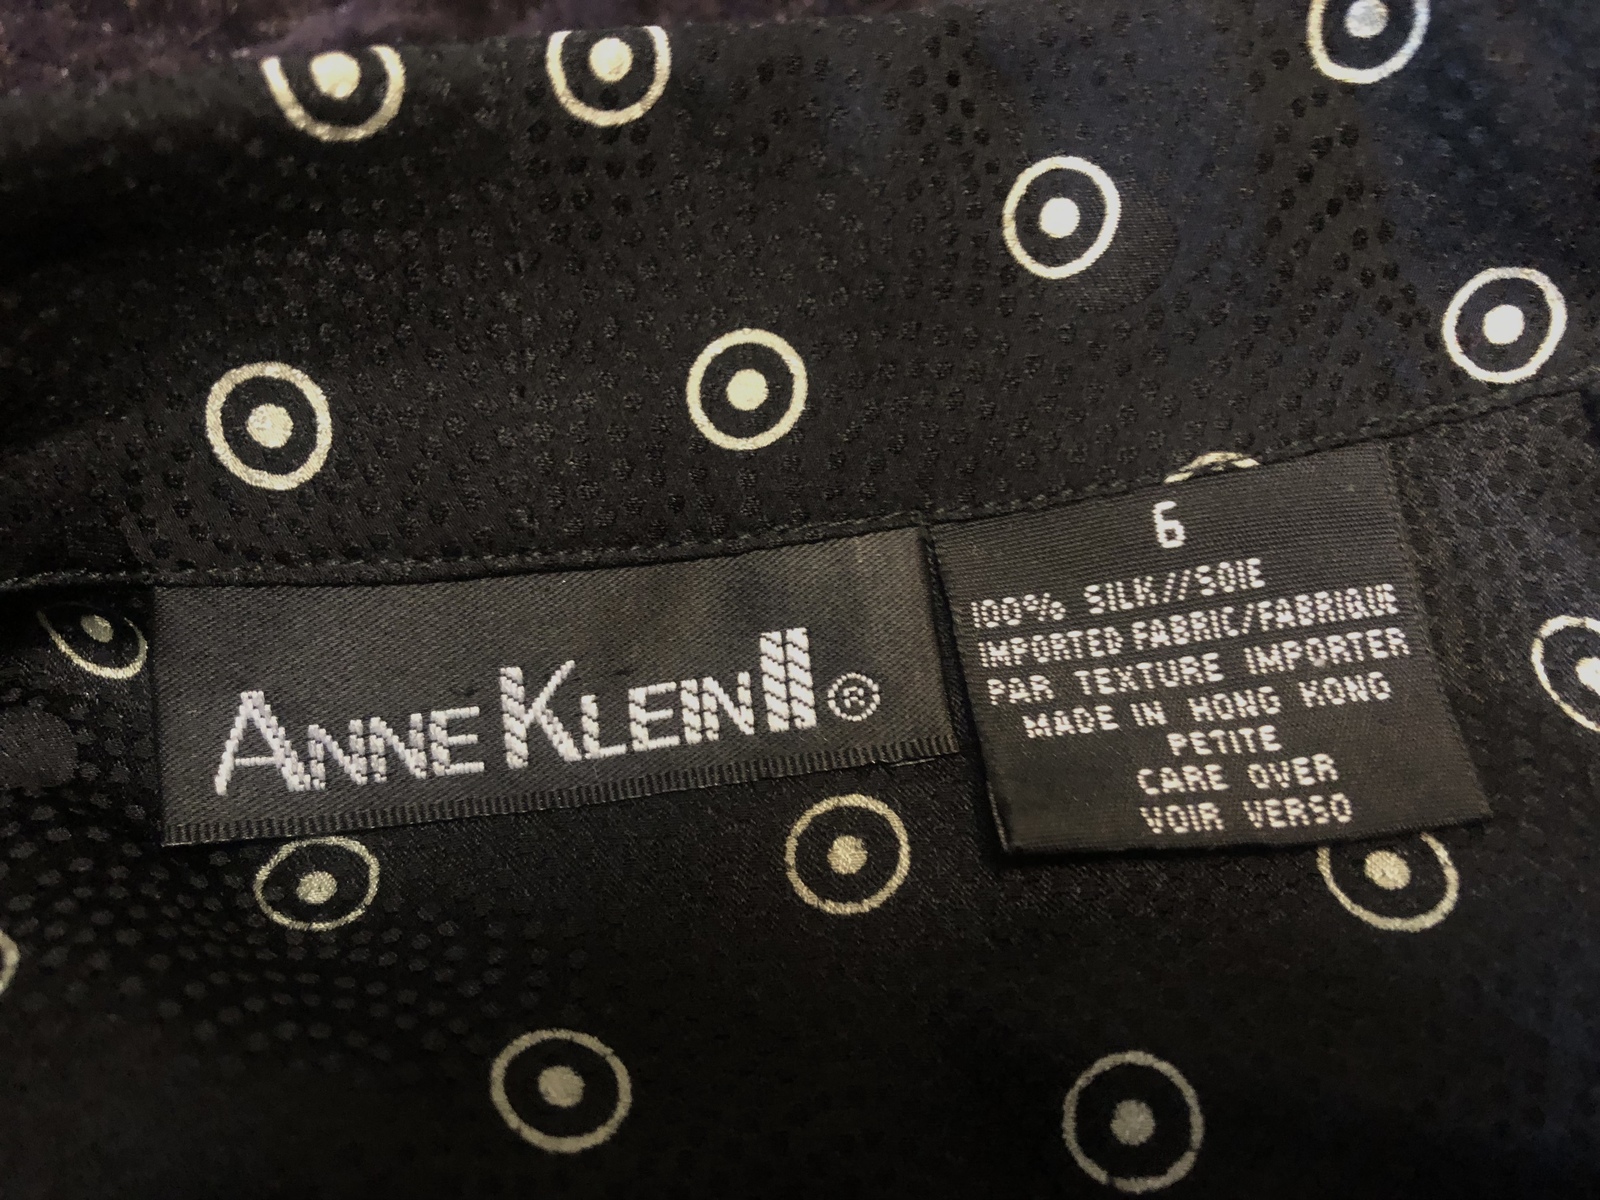 ANNE KLEIN II ®
6
100% SILK//SOIE
IMPORTED FABRIC/FABRIQUE
PAR TEXTURE IMPORTER
MADE IN HONG KONG
PETITE
CARE OVER
VOIR VERSO